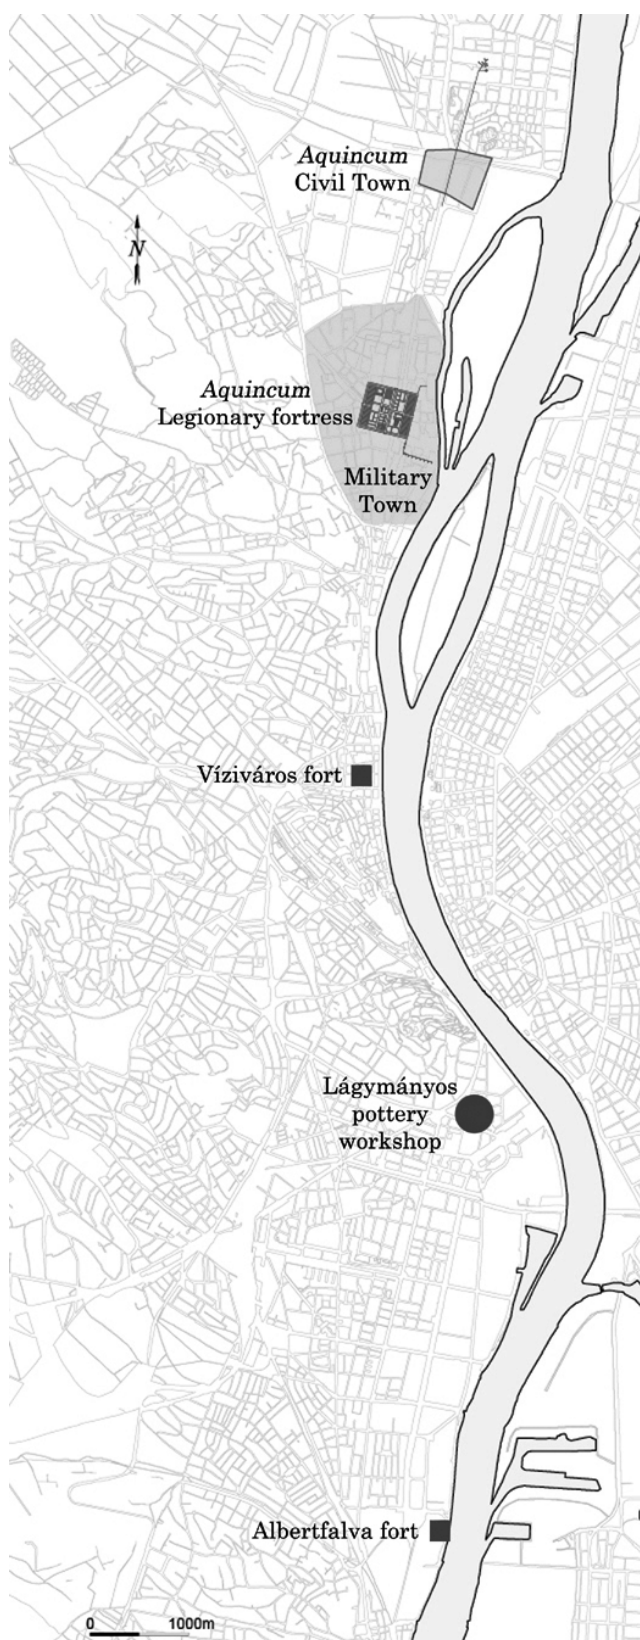 Aquincum
Civil Town
N
Aquincum
Legionary fortress
Military
Town
Víziváros fort
Lágymányos
pottery
workshop
Albertfalva fort
0 1000m